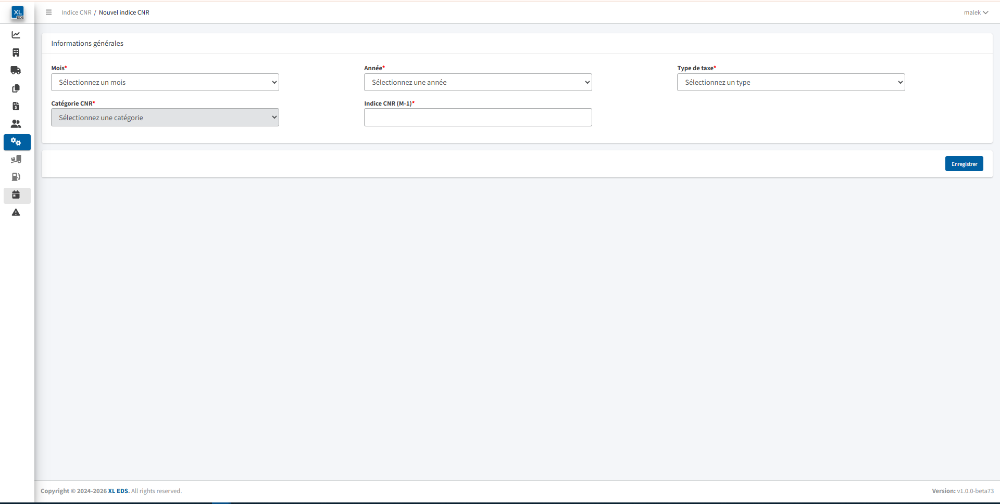 XL
EDS
Indice CNR / Nouvel indice CNR
malek
Informations générales
Mois*
Année*
Type de taxe*
Sélectionnez un mois
Sélectionnez une année
Sélectionnez un type
Catégorie CNR*
Indice CNR (M-1)*
Sélectionnez une catégorie
Enregistrer
Copyright © 2024-2026 XL EDS. All rights reserved.
Version: v1.0.0-beta73